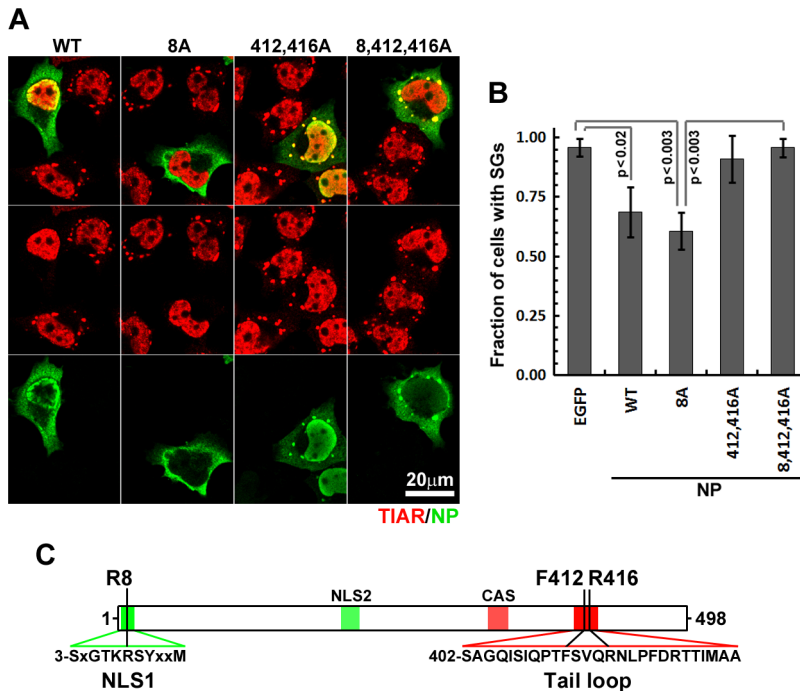 A
WT 8A 412,416A 8,412,416A
20µm
TIAR/NP
B
Fraction of cells with SGs
1.00
0.75
0.50
0.25
0.00
p<0.02
p<0.003
p<0.003
EGFP
WT
8A
412,416A
8,412,416A
NP
C
R8
F412 R416
NLS2
CAS
1
498
3-SxGTKRSYxxM
402-SAGQISIQPTFSVQRNLPFDRTTIMAA
NLS1
Tail loop